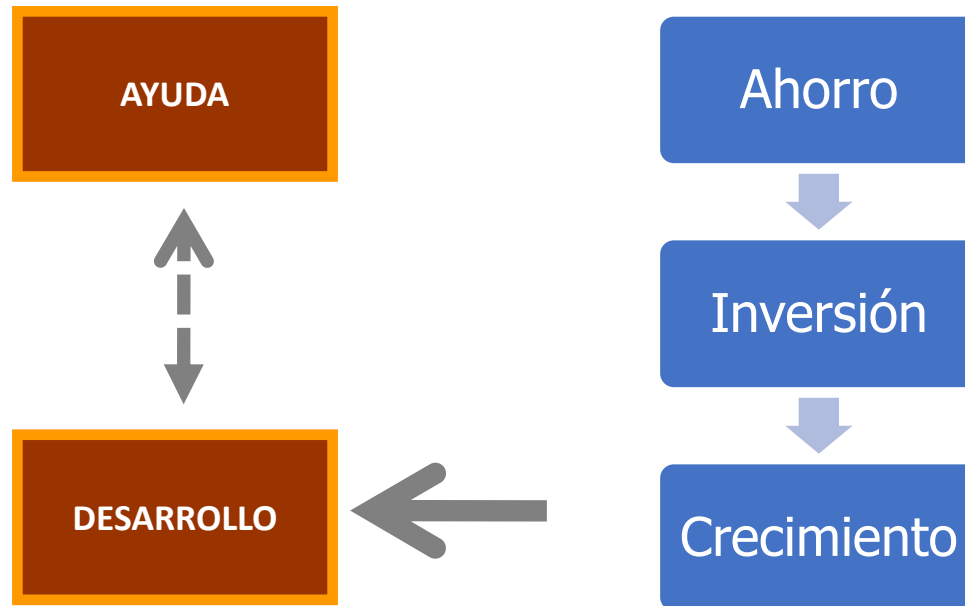 AYUDA
DESARROLLO
Ahorro
Inversión
Crecimiento